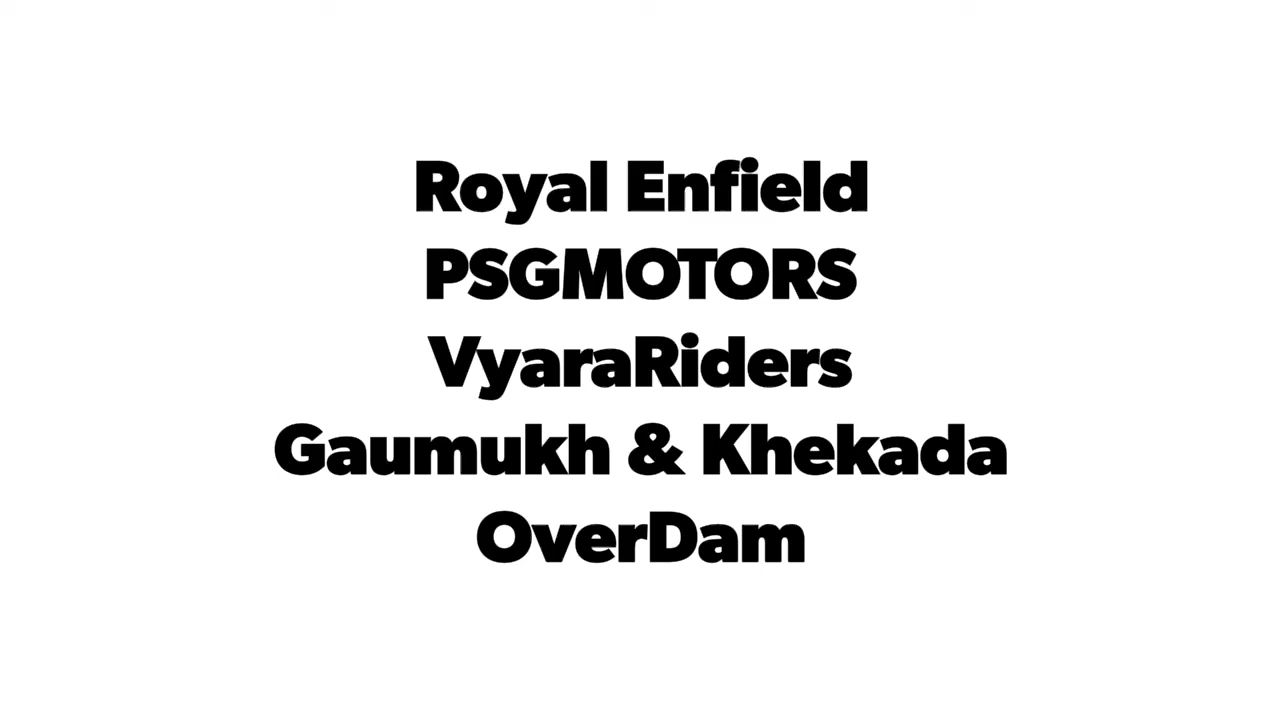 Royal Enfield
PSGMOTORS
VyaraRiders
Gaumukh & Khekada
OverDam